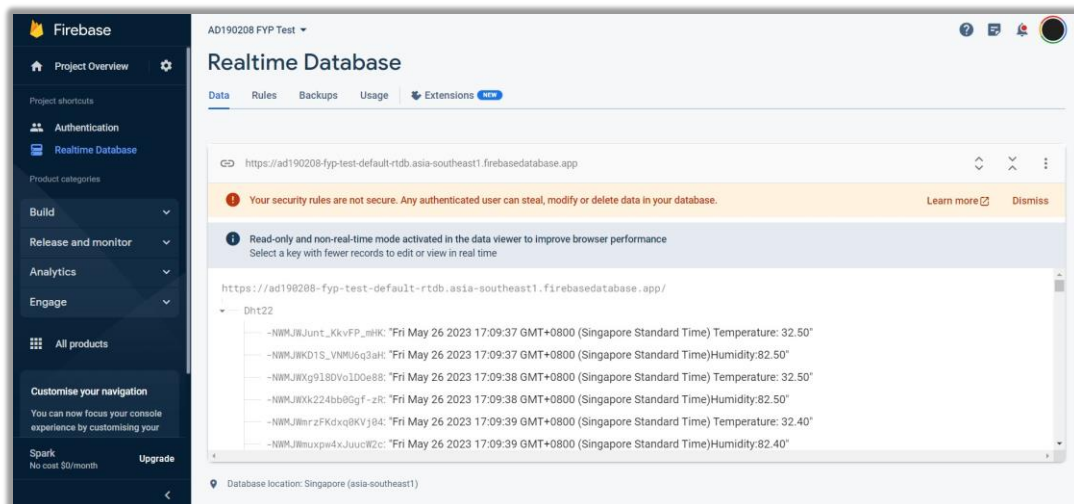 Firebase
Project Overview
Project shortcuts
Authentication
Realtime Database
Product categories
Build
Release and monitor
Analytics
Engage
All products
Customise your navigation
You can now focus your console
experience by customising your
Spark
No cost $0/month
Upgrade
AD190208 FYP Test
Realtime Database
Data Rules Backups Usage Extensions NEW
https://ad190208-fyp-test-default-rtdb.asia-southeast1.firebasedatabase.app
Your security rules are not secure. Any authenticated user can steal, modify or delete data in your database. Learn more Dismiss
Read-only and non-real-time mode activated in the data viewer to improve browser performance
Select a key with fewer records to edit or view in real time
https://ad190208-fyp-test-default-rtdb.asia-southeast1.firebasedatabase.app/
Dht22
-NWMJWJunt_KkvFP_mHK: "Fri May 26 2023 17:09:37 GMT+0800 (Singapore Standard Time) Temperature: 32.50"
-NWMJWKD1S_VNMU6q3aH: "Fri May 26 2023 17:09:37 GMT+0800 (Singapore Standard Time)Humidity:82.50"
-NWMJWXg9l8DVolDOe88: "Fri May 26 2023 17:09:38 GMT+0800 (Singapore Standard Time) Temperature: 32.50"
-NWMJWXk224bb0Ggf-zR: "Fri May 26 2023 17:09:38 GMT+0800 (Singapore Standard Time)Humidity:82.50"
-NWMJWmrzFKdxq0KVj04: "Fri May 26 2023 17:09:39 GMT+0800 (Singapore Standard Time) Temperature: 32.40"
-NWMJWmuxpw4xJuucW2c: "Fri May 26 2023 17:09:39 GMT+0800 (Singapore Standard Time)Humidity:82.40"
Database location: Singapore (asia-southeast1)